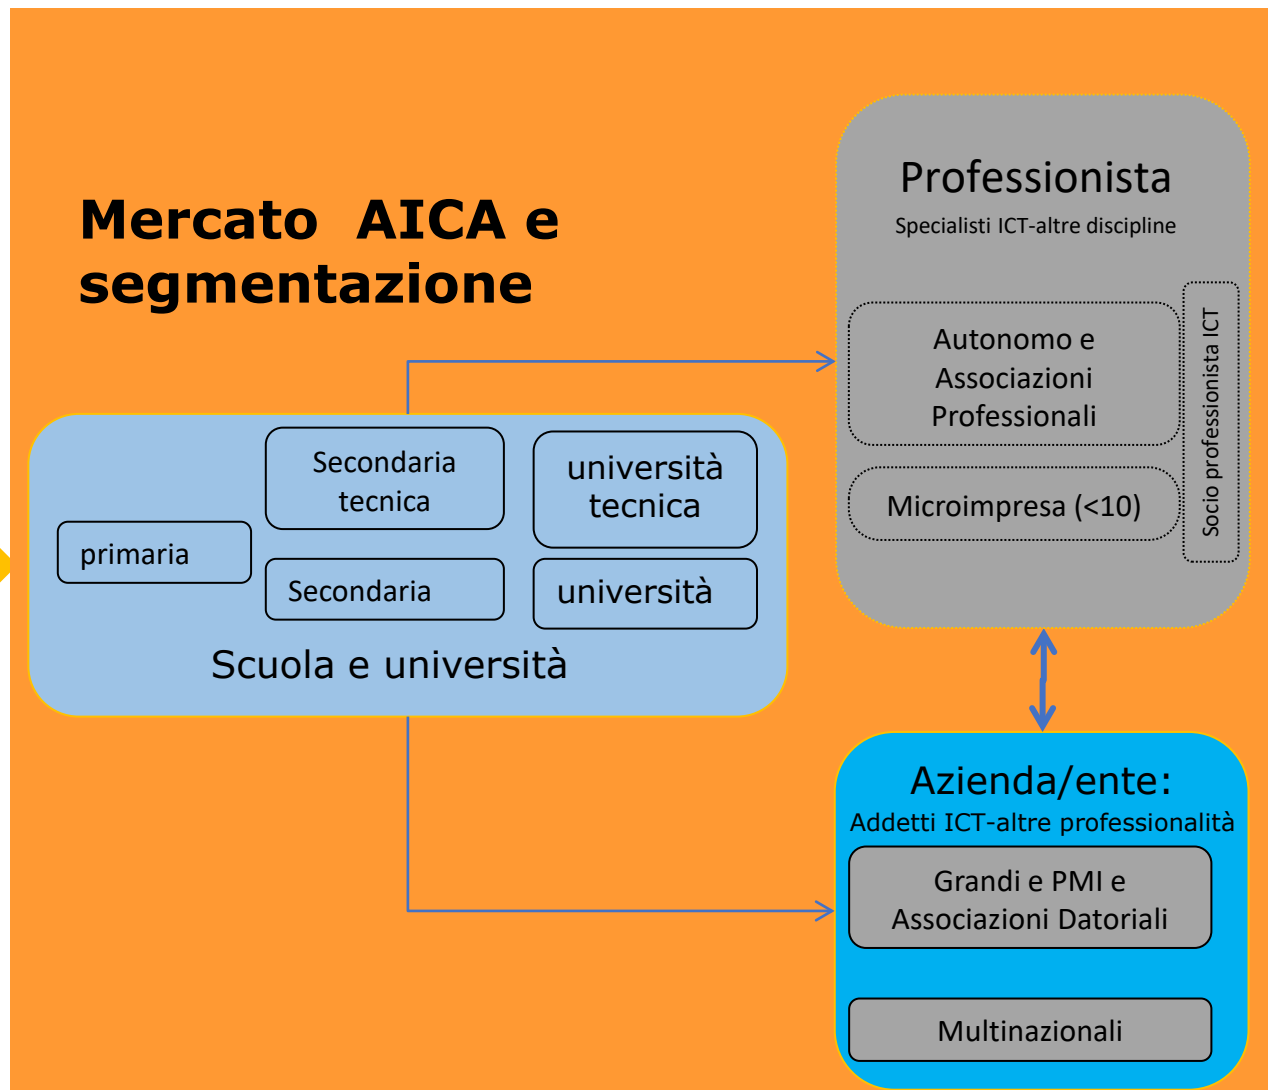 Mercato AICA e
segmentazione
Professionista
Specialisti ICT-altre discipline
Autonomo e
Associazioni
Professionali
Microimpresa (<10)
Socio professionista ICT
primaria
Secondaria
tecnica
Secondaria
università
tecnica
università
Scuola e università
Azienda/ente:
Addetti ICT-altre professionalità
Grandi e PMI e
Associazioni Datoriali
Multinazionali